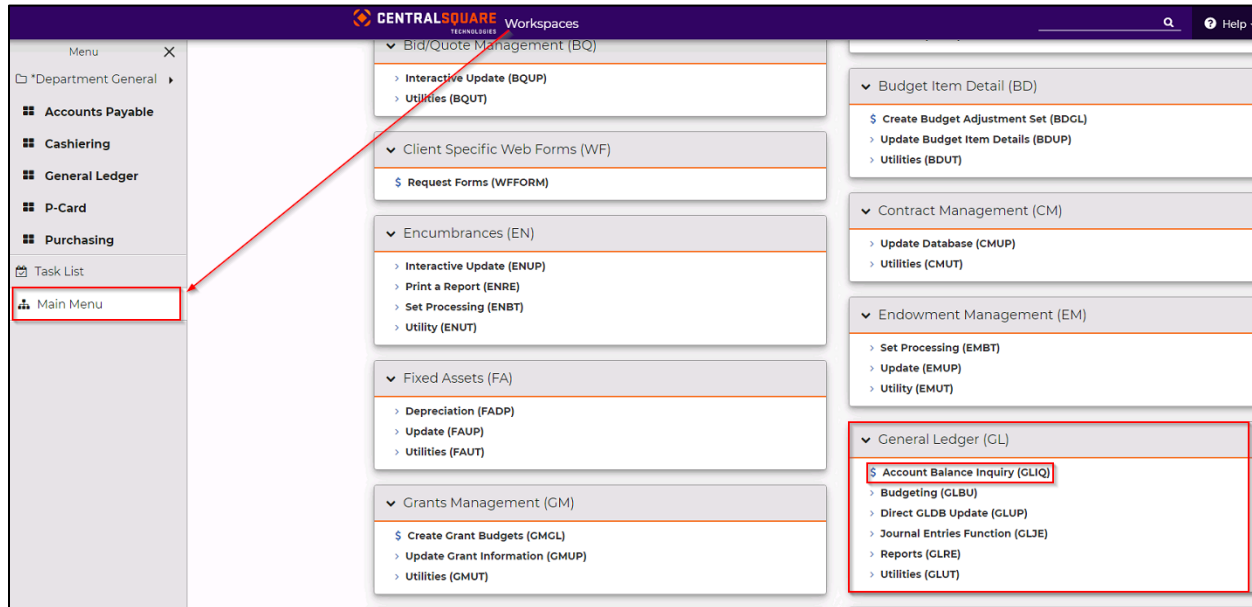 CENTRALSQUARE
TECHNOLOGIES
Workspaces
Help
Menu
*Department General
Accounts Payable
Cashiering
General Ledger
P-Card
Purchasing
Task List
Main Menu
Bid/Quote Management (BQ)
Interactive Update (BQUP)
Utilities (BQUT)
Client Specific Web Forms (WF)
$ Request Forms (WFFORM)
Encumbrances (EN)
Interactive Update (ENUP)
Print a Report (ENRE)
Set Processing (ENBT)
Utility (ENUT)
Fixed Assets (FA)
Depreciation (FADP)
Update (FAUP)
Utilities (FAUT)
Grants Management (GM)
$ Create Grant Budgets (GMGL)
Update Grant Information (GMUP)
Utilities (GMUT)
Budget Item Detail (BD)
$ Create Budget Adjustment Set (BDGL)
Update Budget Item Details (BDUP)
Utilities (BDUT)
Contract Management (CM)
Update Database (CMUP)
Utilities (CMUT)
Endowment Management (EM)
Set Processing (EMBT)
Update (EMUP)
Utility (EMUT)
General Ledger (GL)
$ Account Balance Inquiry (GLIQ)
Budgeting (GLBU)
Direct GLDB Update (GLUP)
Journal Entries Function (GLJE)
Reports (GLRE)
Utilities (GLUT)